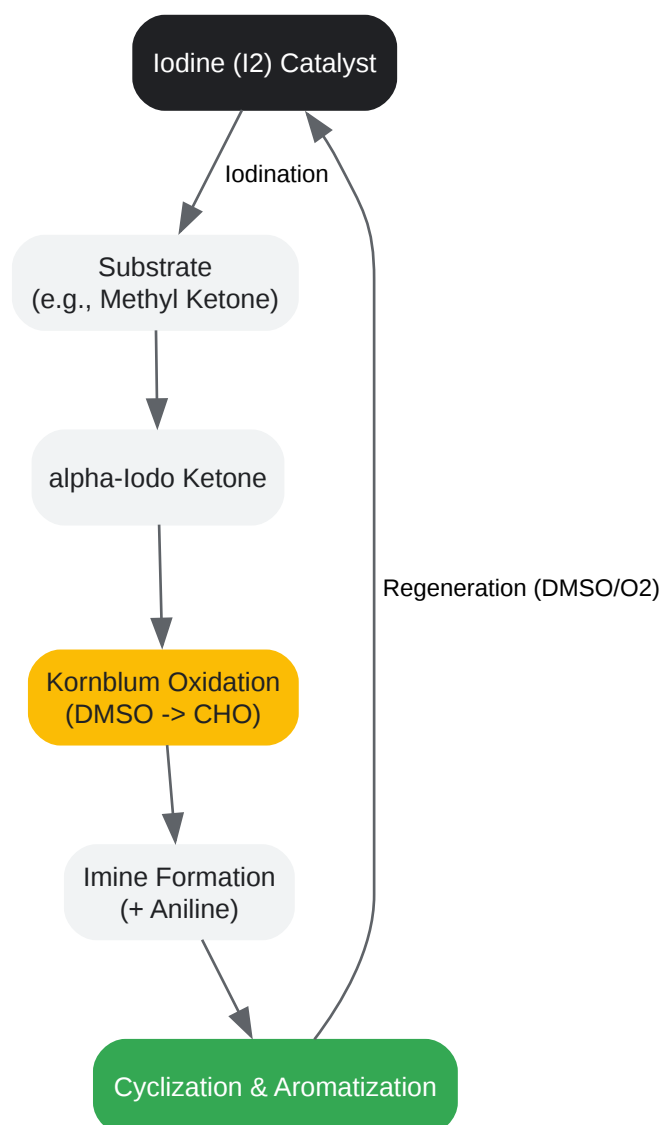 Iodine (I2) Catalyst
Iodination
Substrate
(e.g., Methyl Ketone)
alpha-Iodo Ketone
Regeneration (DMSO/O2)
Kornblum Oxidation
(DMSO -> CHO)
Imine Formation
(+ Aniline)
Cyclization & Aromatization